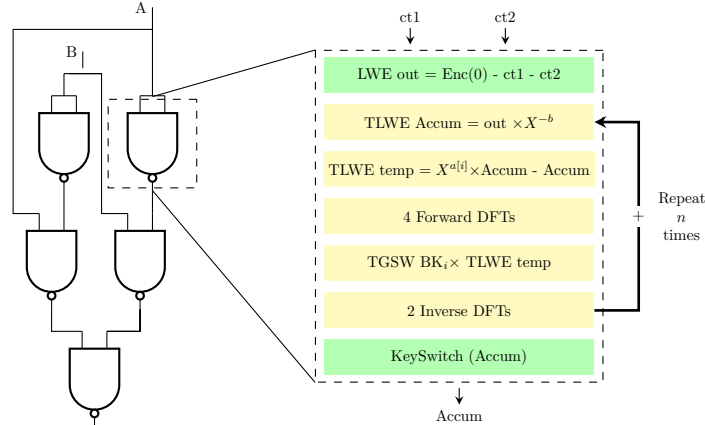 A
B
ct1 ct2
LWE out = Enc(0) - ct1 - ct2
TLWE Accum = out ×X^{-b}
TLWE temp = X^{a[i]}×Accum - Accum
4 Forward DFTs
TGSW BK_i× TLWE temp
2 Inverse DFTs
KeySwitch (Accum)
+
Repeat
n
times
Accum